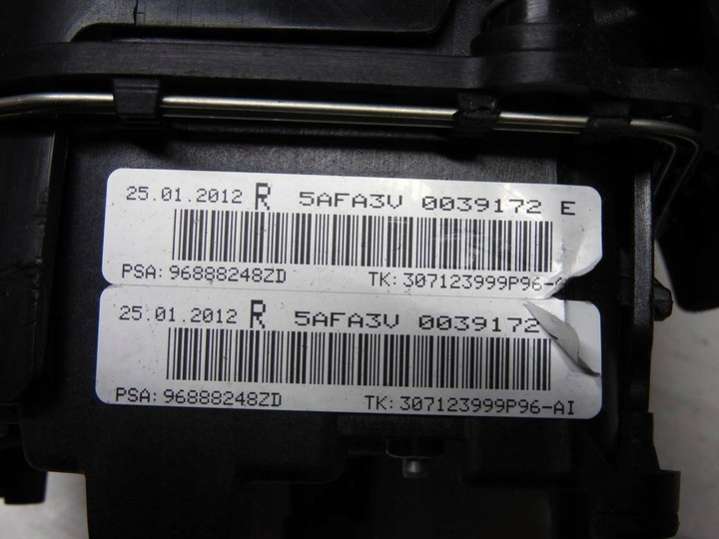 25.01.2012 R 5AFA3V 0039172 E
PSA: 96888248ZD TK: 307123999P96-A
25.01.2012 R 5AFA3V 0039172
PSA: 96888248ZD TK: 307123999P96-AI